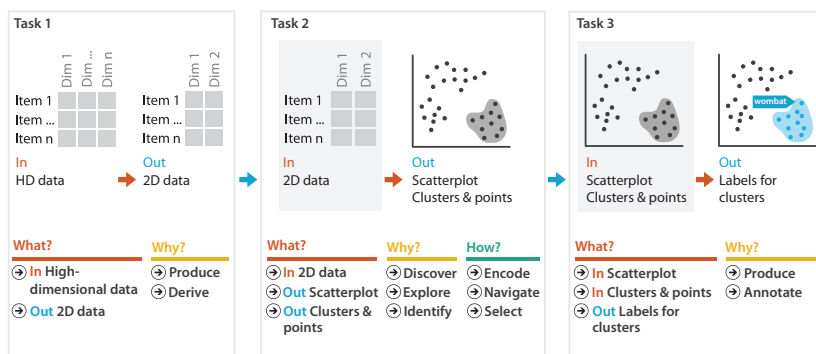 Task 1
Dim 1
Dim ...
Dim n
Item 1
Item ...
Item n
In
HD data
Dim 1
Dim 2
Item 1
Item ...
Item n
Out
2D data
What?
In High-
dimensional data
Out 2D data
Why?
Produce
Derive
Task 2
Dim 1
Dim 2
Item 1
Item ...
Item n
In
2D data
Out
Scatterplot
Clusters & points
What?
In 2D data
Out Scatterplot
Out Clusters &
points
Why?
Discover
Explore
Identify
How?
Encode
Navigate
Select
Task 3
In
Scatterplot
Clusters & points
wombat
Out
Labels for
clusters
What?
In Scatterplot
In Clusters & points
Out Labels for
clusters
Why?
Produce
Annotate